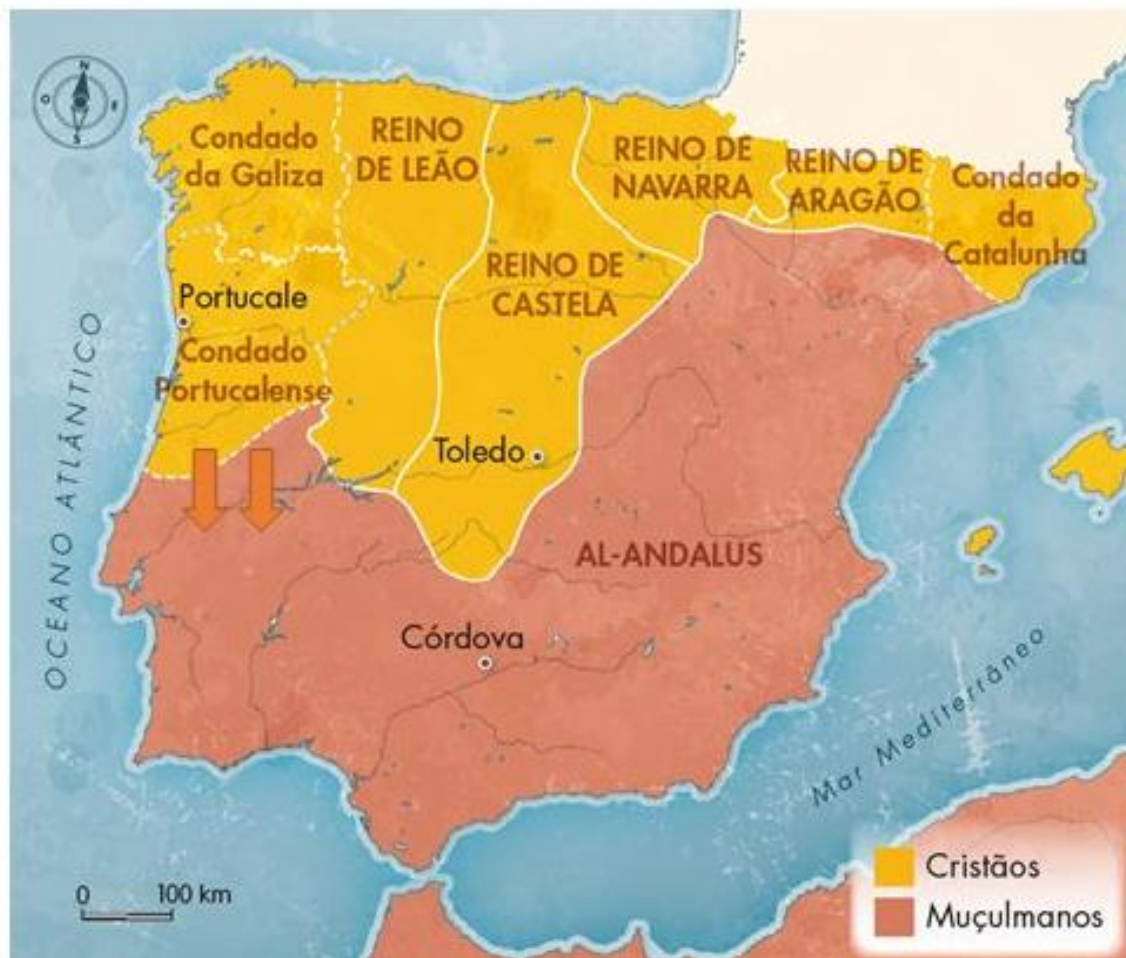 N
O
E
S
Condado
da Galiza
REINO
DE LEÃO
REINO DE
NAVARRA
REINO DE
ARAGÃO
Condado
da
Catalunha
REINO DE
CASTELA
Portucale
Condado
Portucalense
Toledo
OCEANO ATLÂNTICO
AL-ANDALUS
Córdova
Mar Mediterrâneo
0 100 km
Cristãos
Muçulmanos